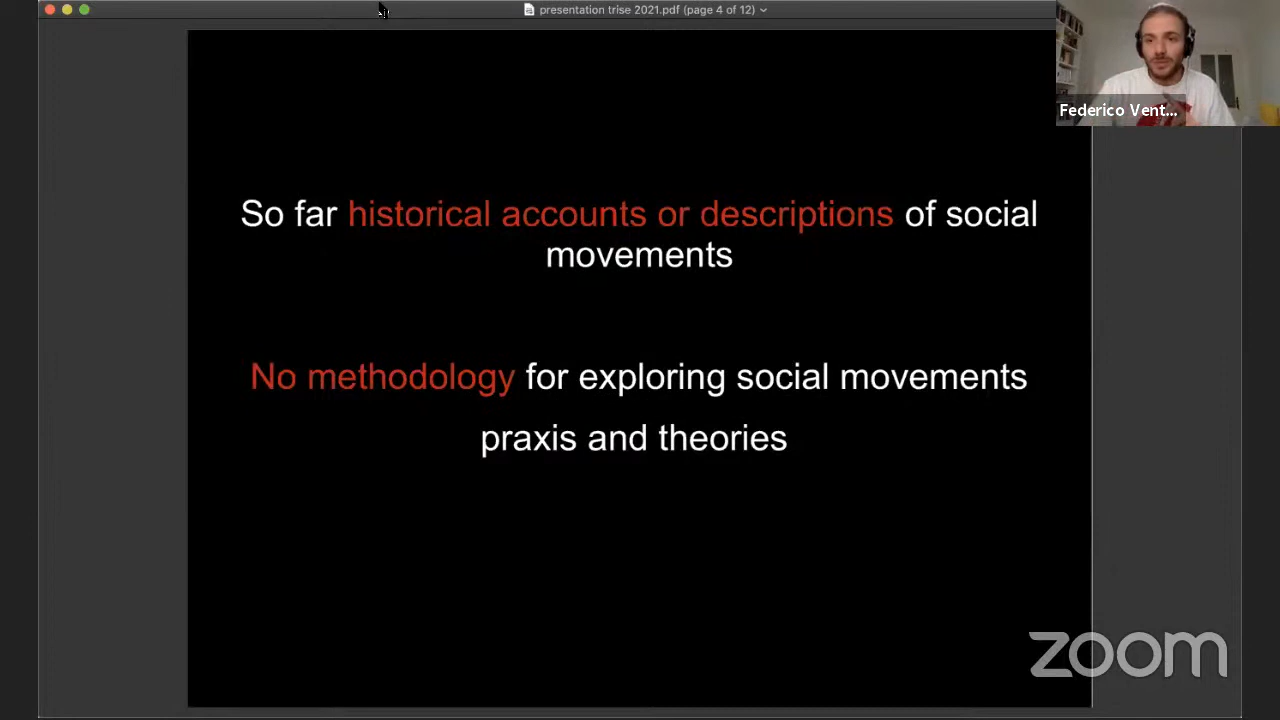 presentation trise 2021.pdf (page 4 of 12)
Federico Vent...
So far historical accounts or descriptions of social
movements
No methodology for exploring social movements
praxis and theories
zoom